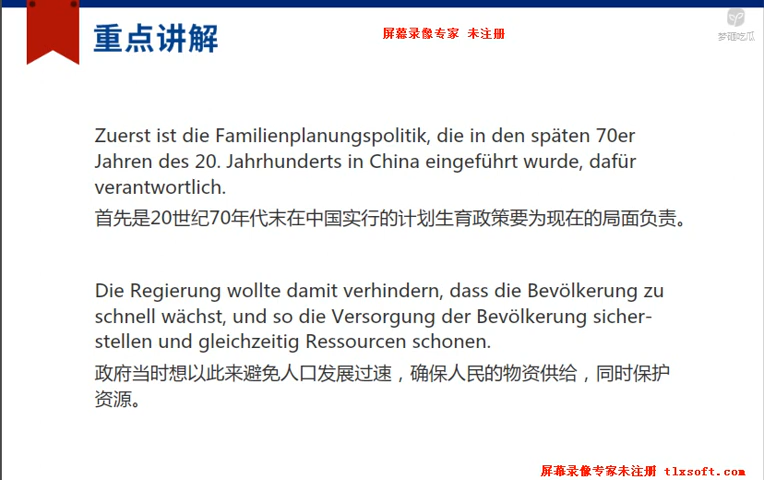 重点讲解
屏幕录像专家 未注册
梦砸吃瓜
Zuerst ist die Familienplanungspolitik, die in den späten 70er
Jahren des 20. Jahrhunderts in China eingeführt wurde, dafür
verantwortlich.
首先是20世纪70年代末在中国实行的计划生育政策要为现在的局面负责。
Die Regierung wollte damit verhindern, dass die Bevölkerung zu
schnell wächst, und so die Versorgung der Bevölkerung sicher-
stellen und gleichzeitig Ressourcen schonen.
政府当时想以此来避免人口发展过速，确保人民的物资供给，同时保护
资源。
屏幕录像专家未注册 tlxsoft.com